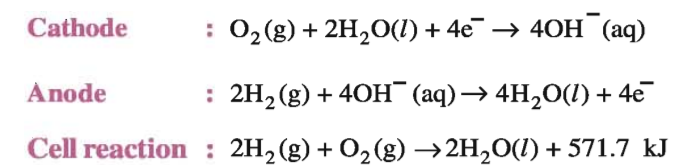 Cathode : O₂(g) + 2H₂O(l) + 4e⁻ → 4OH⁻(aq)
Anode : 2H₂(g) + 4OH⁻(aq) → 4H₂O(l) + 4e⁻
Cell reaction : 2H₂(g) + O₂(g) → 2H₂O(l) + 571.7 kJ